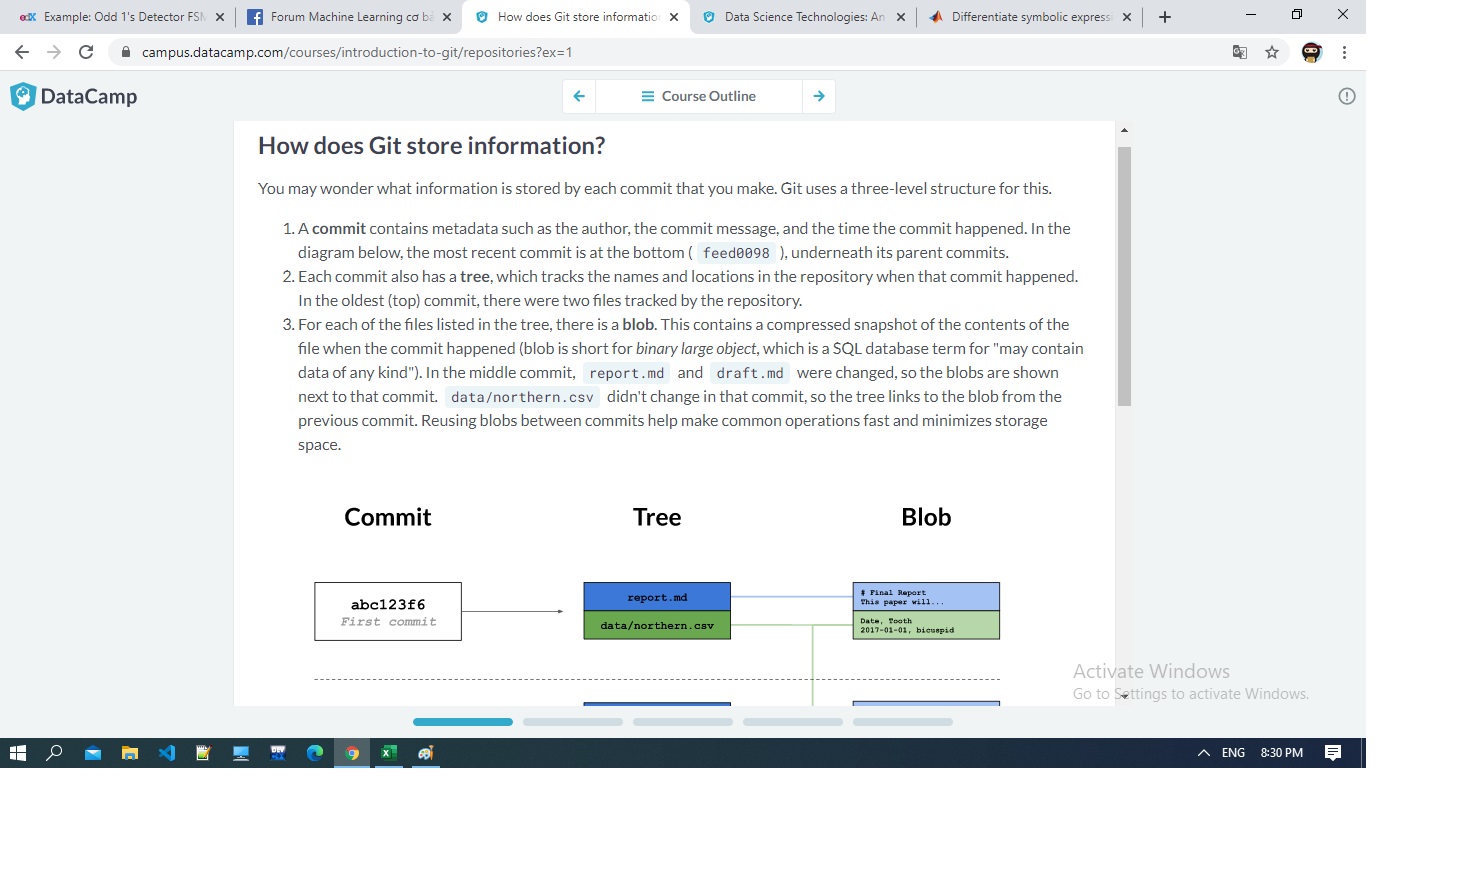 Example: Odd 1's Detector FSM
Forum Machine Learning cơ bả
How does Git store informatio
Data Science Technologies: An
Differentiate symbolic expressi
campus.datacamp.com/courses/introduction-to-git/repositories?ex=1
DataCamp
Course Outline
How does Git store information?
You may wonder what information is stored by each commit that you make. Git uses a three-level structure for this.
1. A commit contains metadata such as the author, the commit message, and the time the commit happened. In the
diagram below, the most recent commit is at the bottom ( feed0098 ), underneath its parent commits.
2. Each commit also has a tree, which tracks the names and locations in the repository when that commit happened.
In the oldest (top) commit, there were two files tracked by the repository.
3. For each of the files listed in the tree, there is a blob. This contains a compressed snapshot of the contents of the
file when the commit happened (blob is short for binary large object, which is a SQL database term for "may contain
data of any kind"). In the middle commit, report.md and draft.md were changed, so the blobs are shown
next to that commit. data/northern.csv didn't change in that commit, so the tree links to the blob from the
previous commit. Reusing blobs between commits help make common operations fast and minimizes storage
space.
Commit Tree Blob
abc123f6
First commit
report.md
data/northern.csv
# Final Report
This paper will...
Date, Tooth
2017-01-01, bicuspid
Activate Windows
Go to Settings to activate Windows.
ENG 8:30 PM